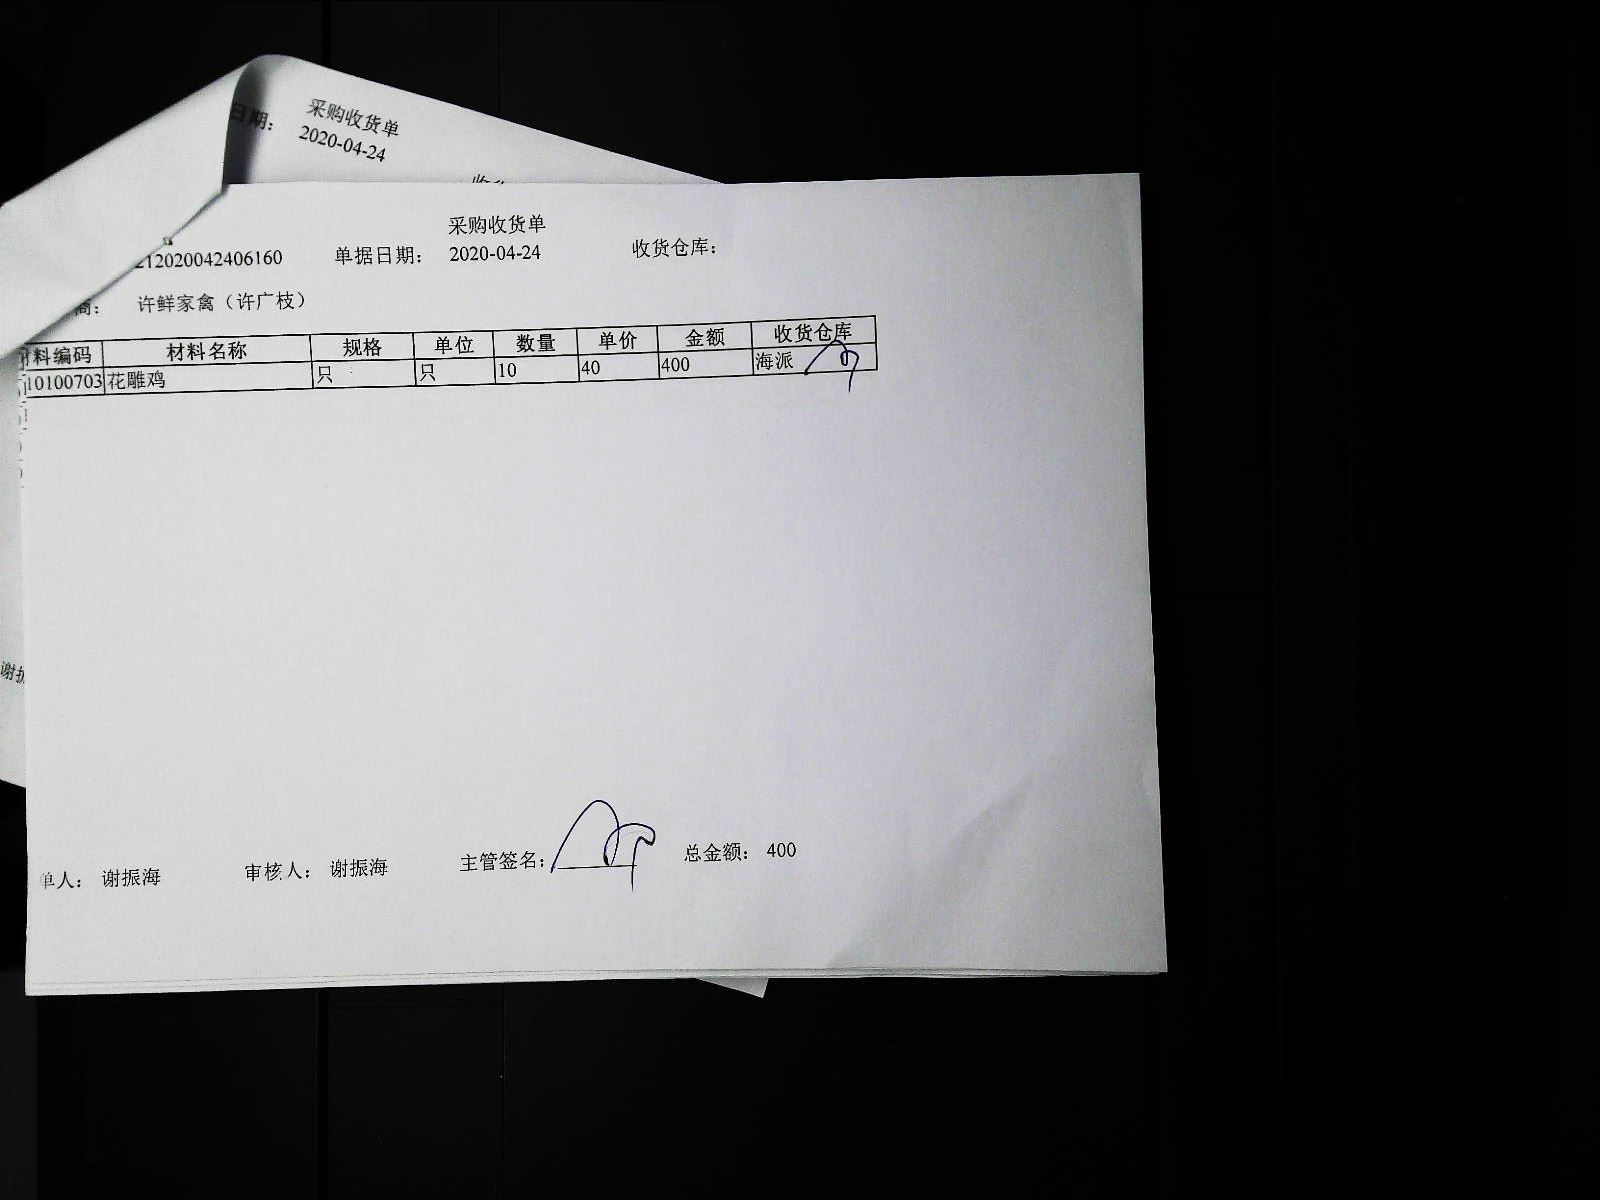 采购收货单
日期：
2020-04-24
采购收货单
212020042406160 单据日期： 2020-04-24 收货仓库：
商： 许鲜家禽（许广枝）
料编码 材料名称 规格 单位 数量 单价 金额 收货仓库
10100703 花雕鸡 只 只 10 40 400 海派
单人： 谢振海 审核人： 谢振海 主管签名： 总金额： 400